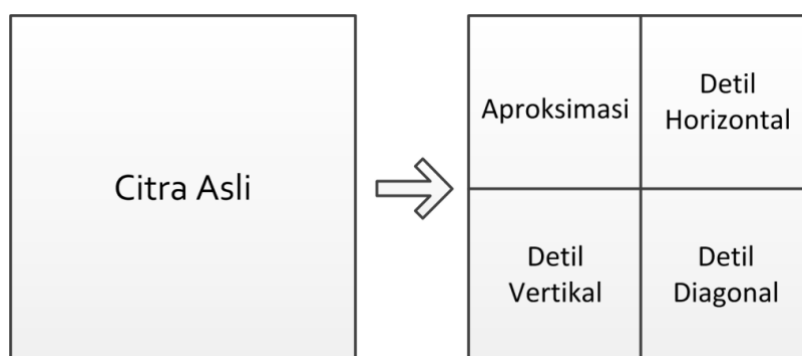 Citra Asli
Aproksimasi
Detil
Horizontal
Detil
Vertikal
Detil
Diagonal